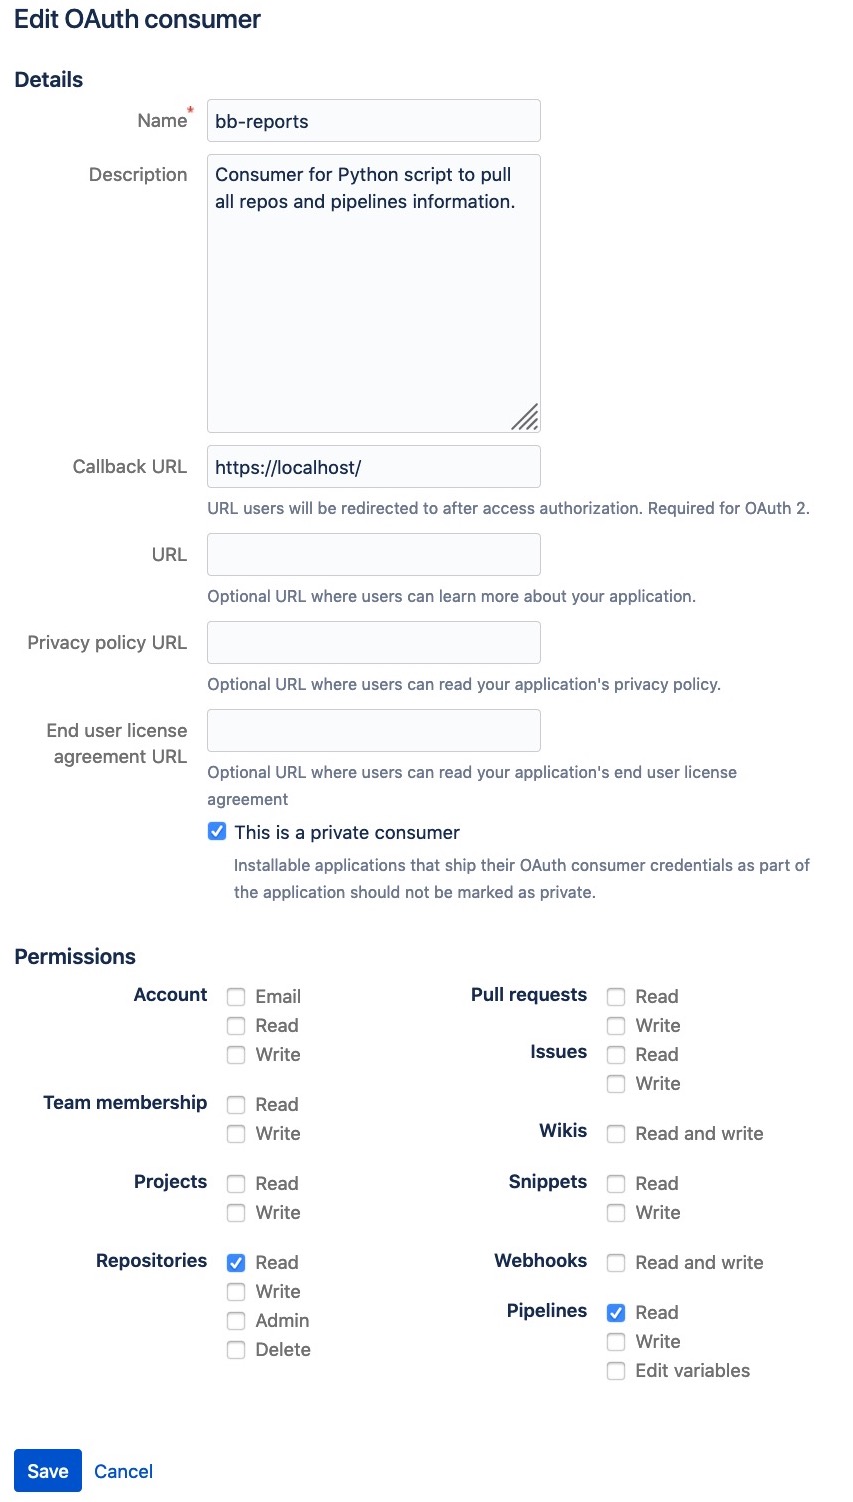 Edit OAuth consumer
Details
Name*
bb-reports
Description
Consumer for Python script to pull
all repos and pipelines information.
Callback URL
https://localhost/
URL users will be redirected to after access authorization. Required for OAuth 2.
URL
Optional URL where users can learn more about your application.
Privacy policy URL
Optional URL where users can read your application's privacy policy.
End user license
agreement URL
Optional URL where users can read your application's end user license
agreement
This is a private consumer
Installable applications that ship their OAuth consumer credentials as part of
the application should not be marked as private.
Permissions
Account
Email
Read
Write
Team membership
Read
Write
Projects
Read
Write
Repositories
Read
Write
Admin
Delete
Pull requests
Read
Write
Issues
Read
Write
Wikis
Read and write
Snippets
Read
Write
Webhooks
Read and write
Pipelines
Read
Write
Edit variables
Save
Cancel